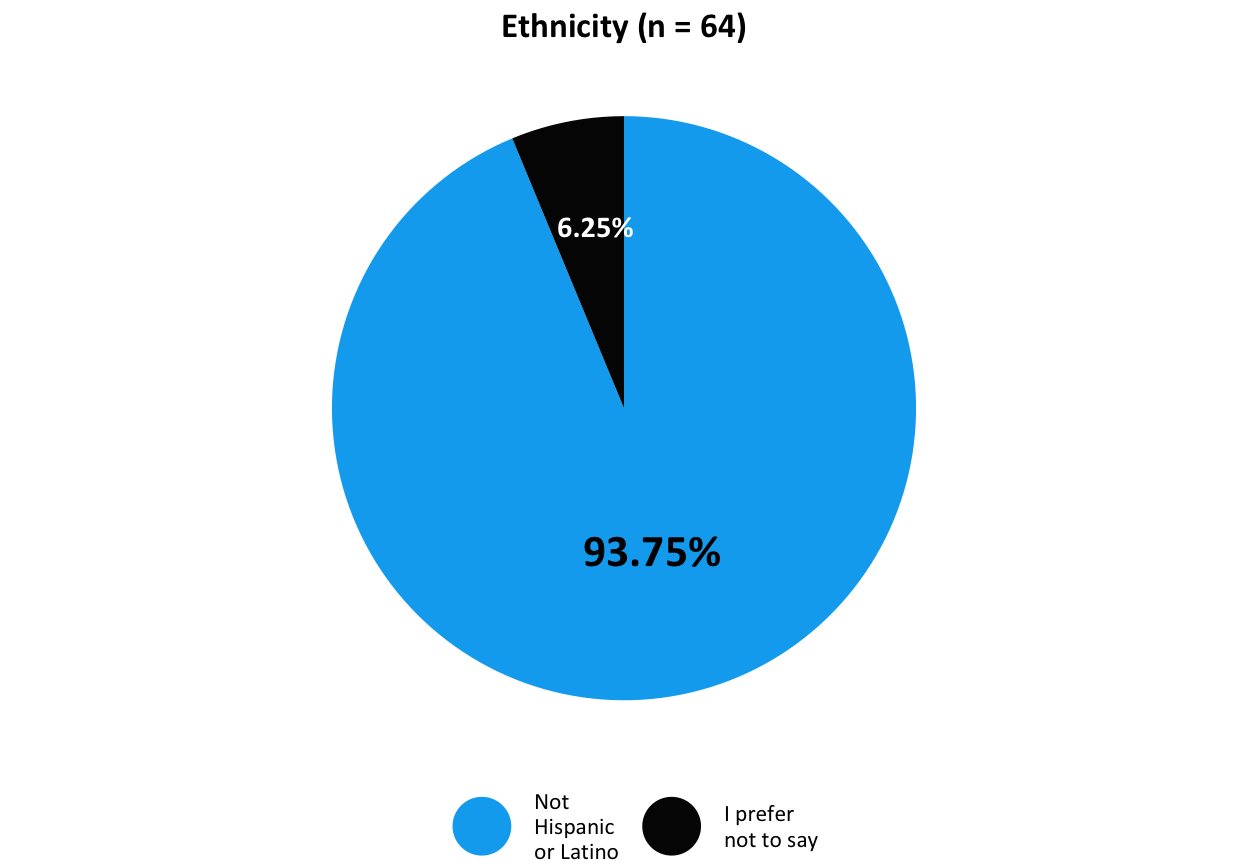 Ethnicity (n = 64)
6.25%
93.75%
Not
Hispanic
or Latino
I prefer
not to say